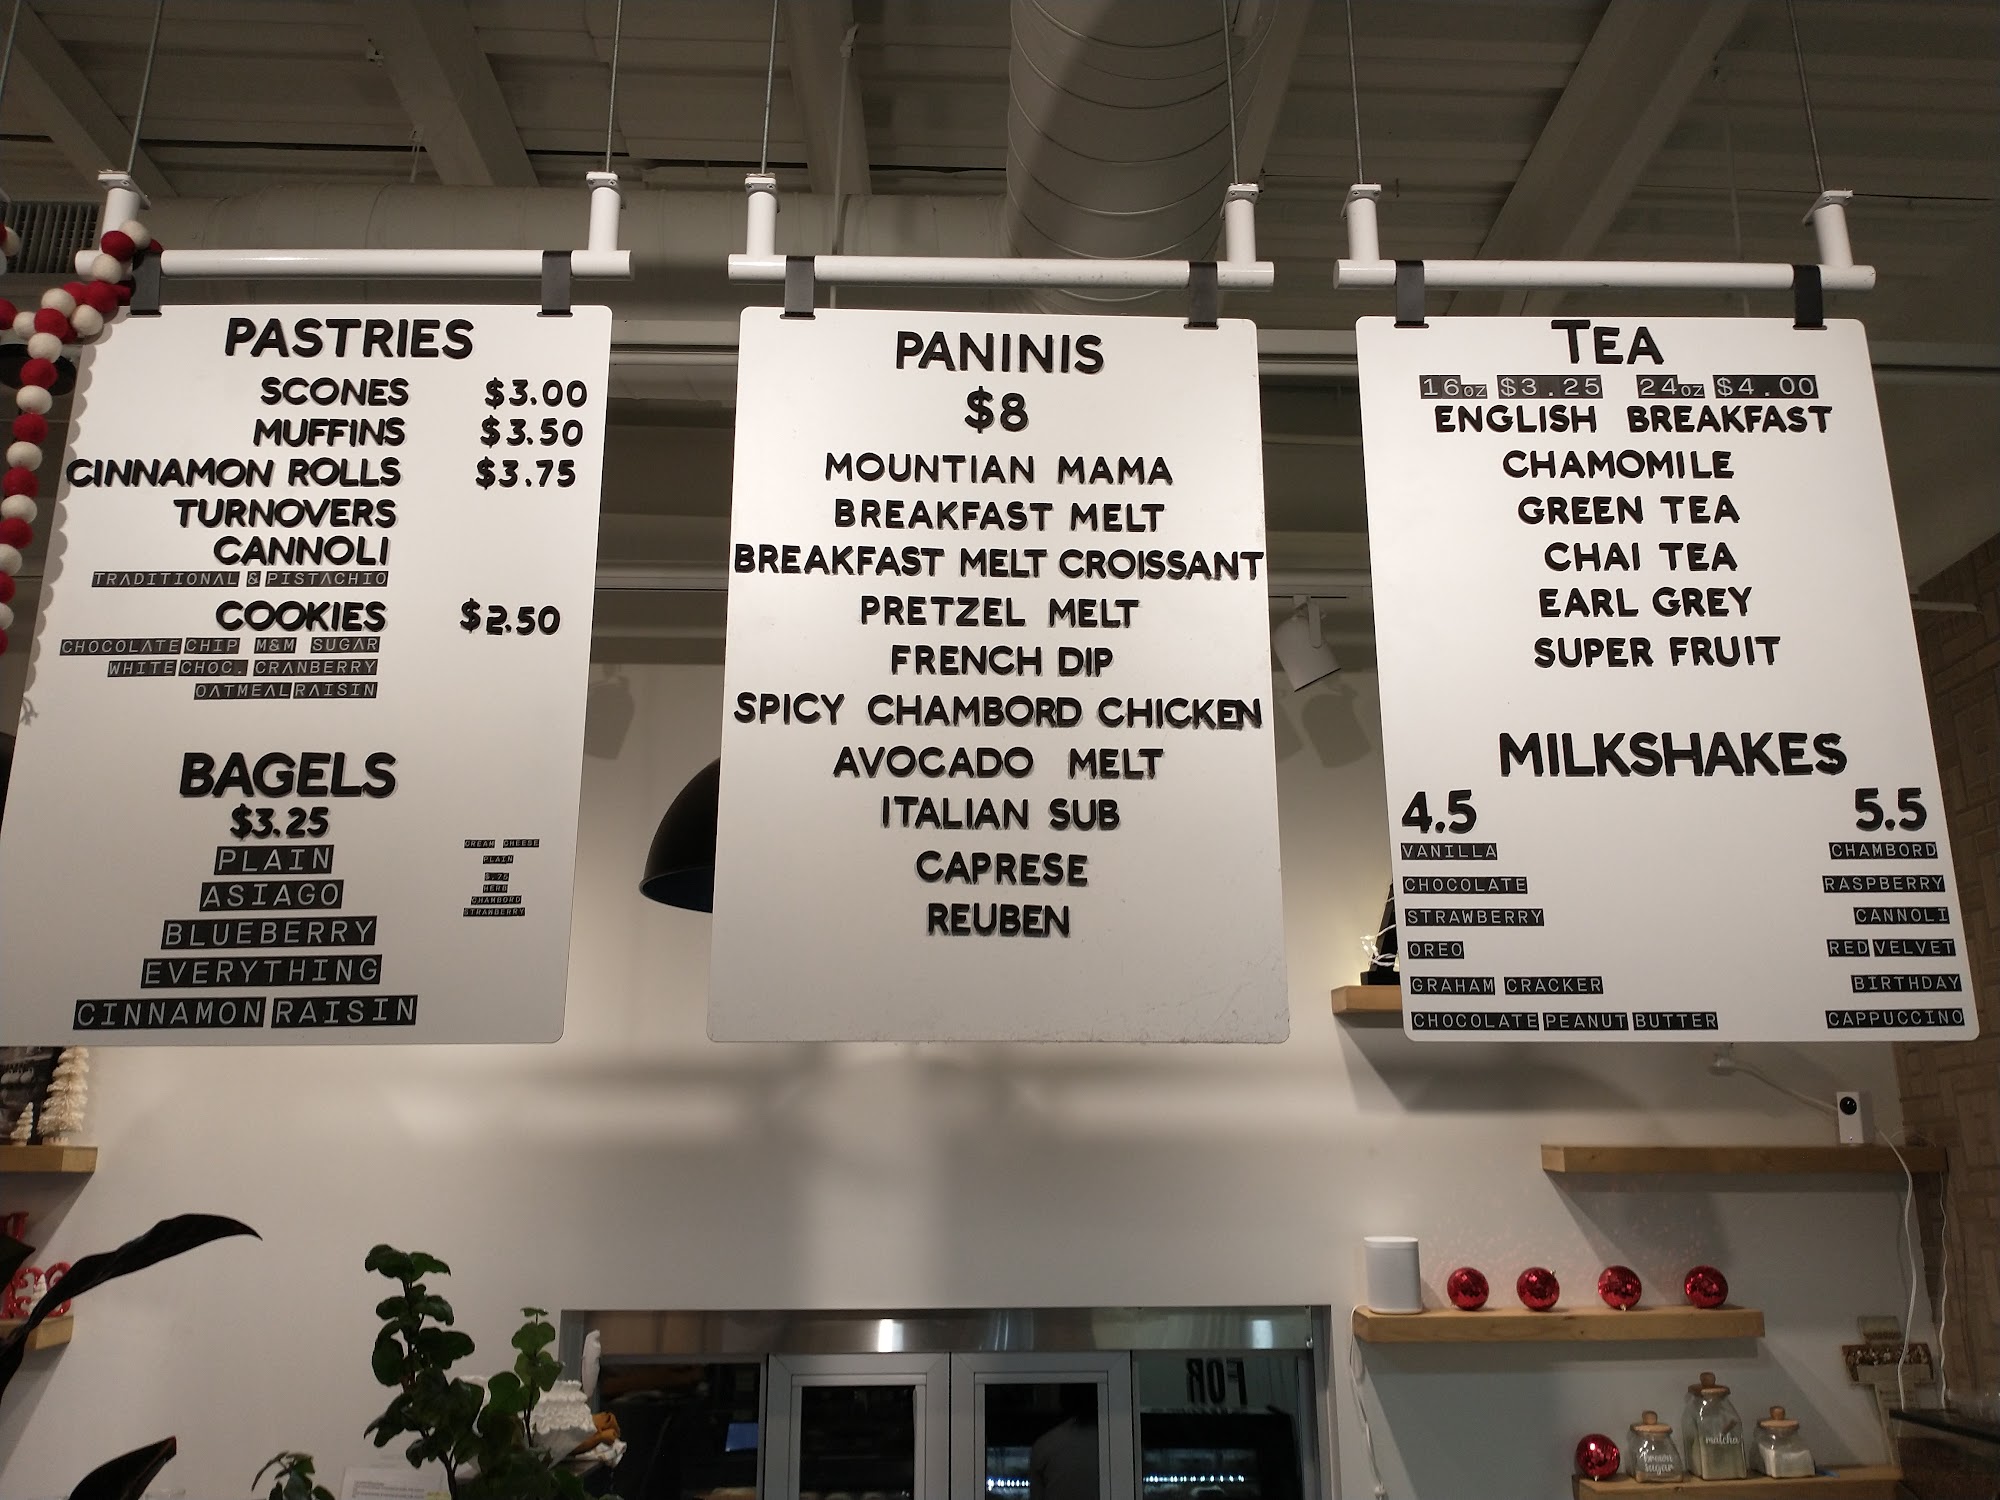 PASTRIES
SCONES $3.00
MUFFINS $3.50
CINNAMON ROLLS $3.75
TURNOVERS
CANNOLI
TRADITIONAL & PISTACHIO
COOKIES $2.50
CHOCOLATE CHIP M&M SUGAR
WHITE CHOC. CRANBERRY
OATMEAL RAISIN
BAGELS
$3.25
PLAIN
ASIAGO
BLUEBERRY
EVERYTHING
CINNAMON RAISIN
CREAM CHEESE
PLAIN
$.75
HERB
CHAMBORD
STRAWBERRY
PANINIS
$8
MOUNTIAN MAMA
BREAKFAST MELT
BREAKFAST MELT CROISSANT
PRETZEL MELT
FRENCH DIP
SPICY CHAMBORD CHICKEN
AVOCADO MELT
ITALIAN SUB
CAPRESE
REUBEN
TEA
16oz $3.25 24oz $4.00
ENGLISH BREAKFAST
CHAMOMILE
GREEN TEA
CHAI TEA
EARL GREY
SUPER FRUIT
MILKSHAKES
4.5 5.5
VANILLA CHAMBORD
CHOCOLATE RASPBERRY
STRAWBERRY CANNOLI
OREO RED VELVET
GRAHAM CRACKER BIRTHDAY
CHOCOLATE PEANUT BUTTER CAPPUCCINO
FOR
brown
sugar
matcha